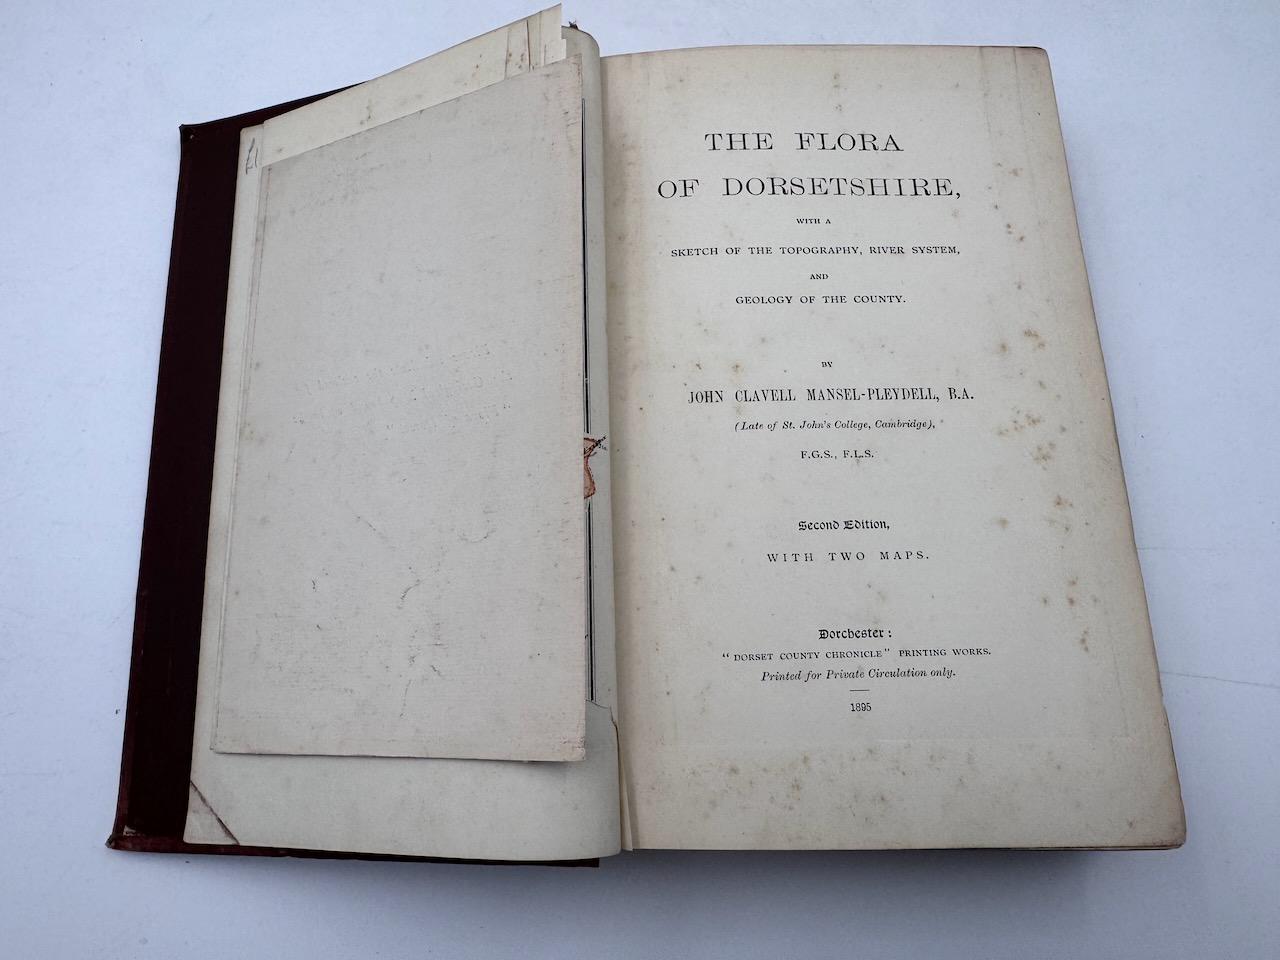 THE FLORA
OF DORSETSHIRE,
WITH A
SKETCH OF THE TOPOGRAPHY, RIVER SYSTEM,
AND
GEOLOGY OF THE COUNTY.
BY
JOHN CLAVELL MANSEL-PLEYDELL, B.A.
(Late of St. John's College, Cambridge),
F.G.S., F.L.S.
Second Edition,
WITH TWO MAPS.
Dorchester:
"DORSET COUNTY CHRONICLE" PRINTING WORKS.
Printed for Private Circulation only.
1895